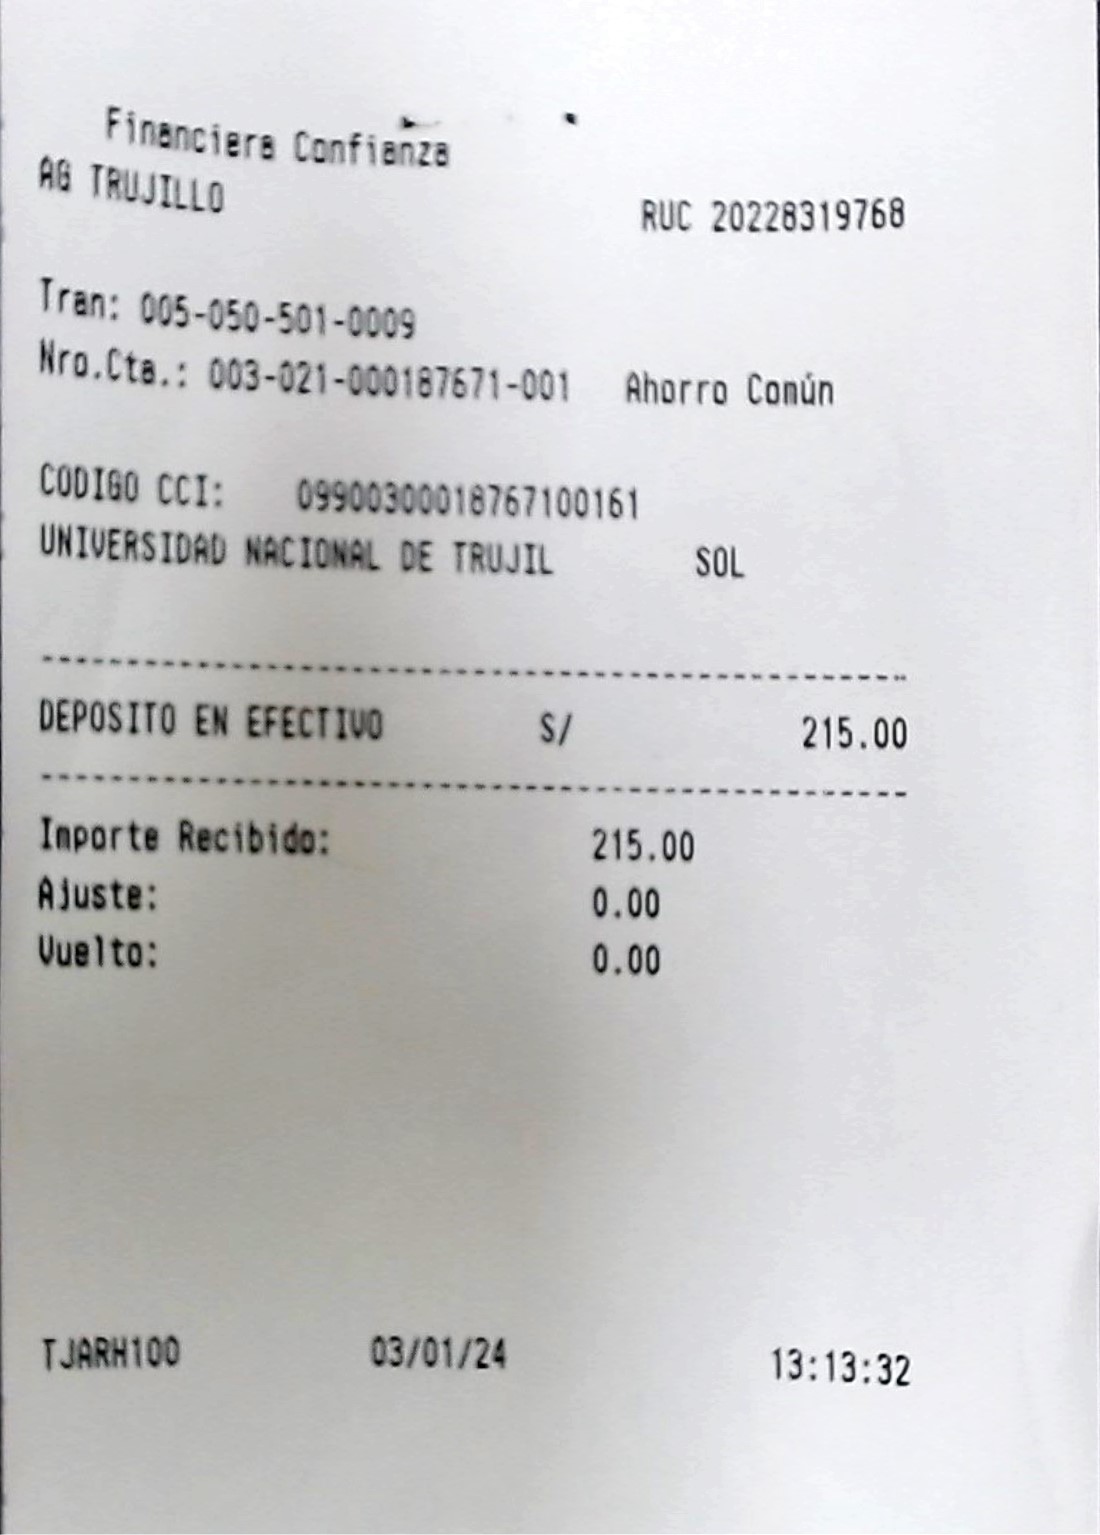 Financiera Confianza
AG TRUJILLO
RUC 20228319768
Tran: 005-050-501-0009
Nro.Cta.: 003-021-000187671-001 Ahorro Común
CODIGO CCI: 09900300018767100161
UNIVERSIDAD NACIONAL DE TRUJIL SOL
--------------------------------------------------
DEPOSITO EN EFECTIVO S/ 215.00
--------------------------------------------------
Importe Recibido: 215.00
Ajuste: 0.00
Vuelto: 0.00
TJARH100 03/01/24 13:13:32